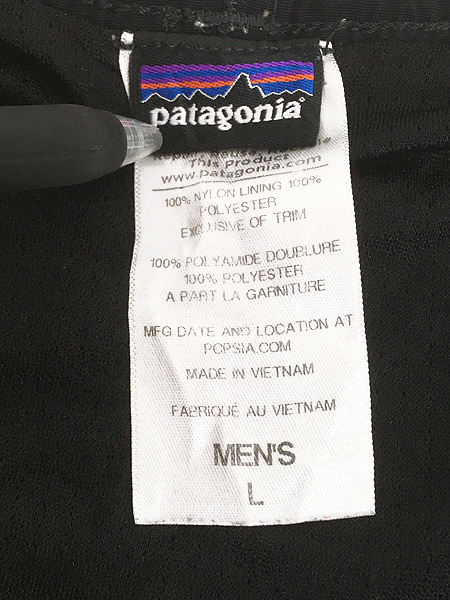 patagonia®
This product
www.patagonia.com
100% NYLON LINING 100%
POLYESTER
EXCLUSIVE OF TRIM
100% POLYAMIDE DOUBLURE
100% POLYESTER
A PART LA GARNITURE
MFG DATE AND LOCATION AT
POPSIA.COM
MADE IN VIETNAM
FABRIQUÉ AU VIETNAM
MEN'S
L